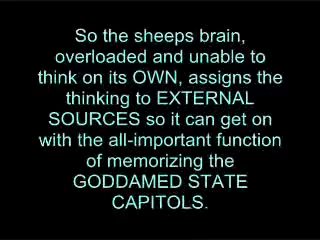 So the sheeps brain,
overloaded and unable to
think on its OWN, assigns the
thinking to EXTERNAL
SOURCES so it can get on
with the all-important function
of memorizing the
GODDAMED STATE
CAPITOLS.